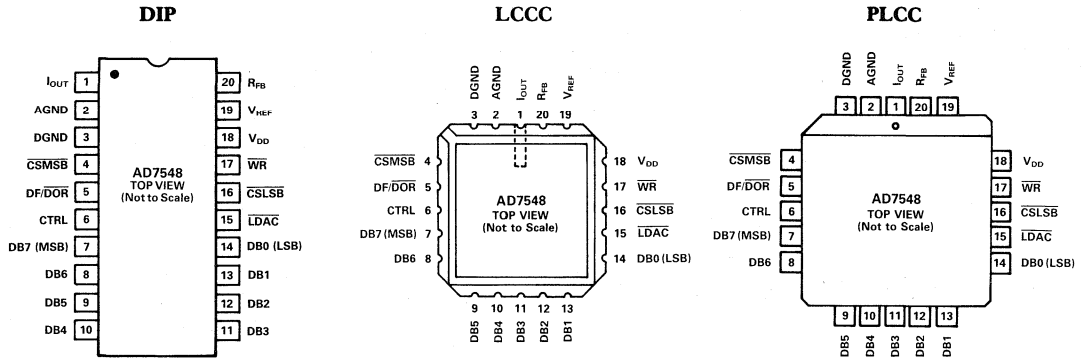 DIP
I_OUT 1
AGND 2
DGND 3
CSMSB 4
DF/DOR 5
CTRL 6
DB7 (MSB) 7
DB6 8
DB5 9
DB4 10
AD7548
TOP VIEW
(Not to Scale)
20 R_FB
19 V_REF
18 V_DD
17 WR
16 CSLSB
15 LDAC
14 DB0 (LSB)
13 DB1
12 DB2
11 DB3
LCCC
DGND AGND I_OUT R_FB V_REF
3 2 1 20 19
CSMSB 4
DF/DOR 5
CTRL 6
DB7 (MSB) 7
DB6 8
AD7548
TOP VIEW
(Not to Scale)
18 V_DD
17 WR
16 CSLSB
15 LDAC
14 DB0 (LSB)
9 10 11 12 13
DB5 DB4 DB3 DB2 DB1
PLCC
DGND AGND I_OUT R_FB V_REF
3 2 1 20 19
CSMSB 4
DF/DOR 5
CTRL 6
DB7 (MSB) 7
DB6 8
AD7548
TOP VIEW
(Not to Scale)
18 V_DD
17 WR
16 CSLSB
15 LDAC
14 DB0 (LSB)
9 10 11 12 13
DB5 DB4 DB3 DB2 DB1